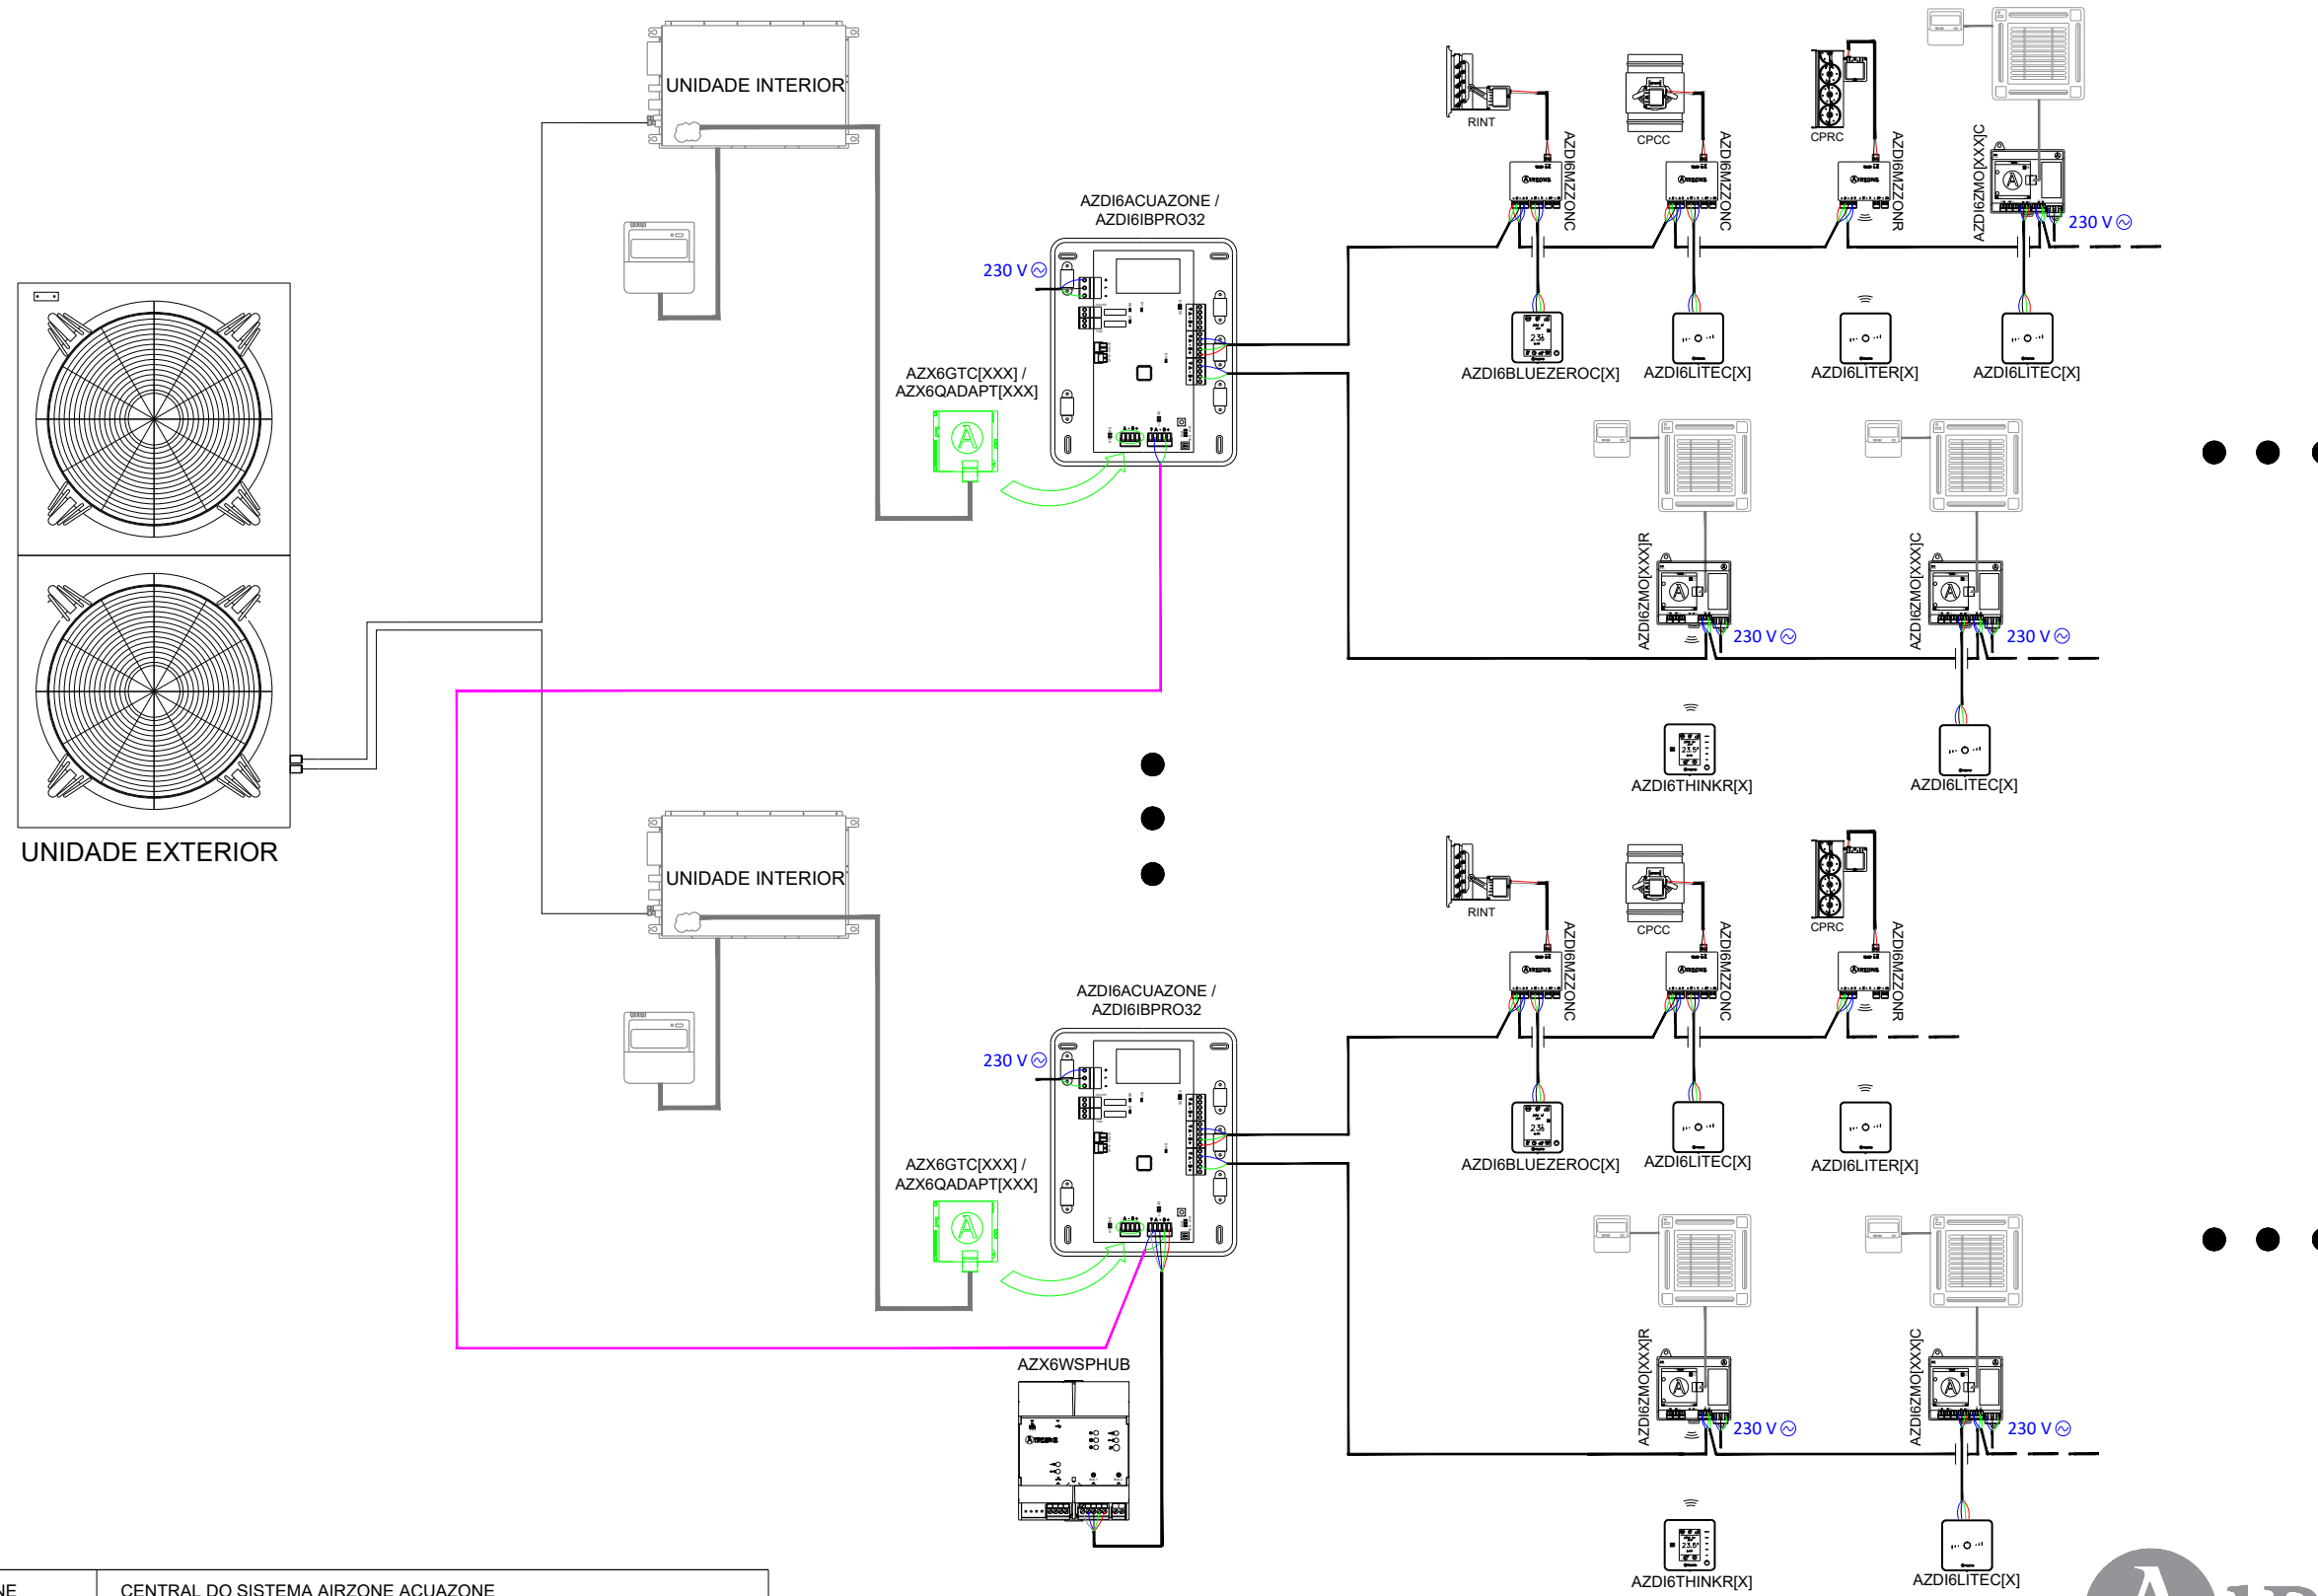 UNIDADE INTERIOR
RINT
CPCC
CPRC
AZDI6MZZONC
AZDI6MZZONC
AZDI6MZZONR
AZDI6ZMO[XXX]C
230 V
AZDI6ACUAZONE /
AZDI6IBPRO32
230 V
AZX6GTC[XXX] /
AZX6QADAPT[XXX]
AZDI6BLUEZEROC[X]
AZDI6LITEC[X]
AZDI6LITER[X]
AZDI6LITEC[X]
AZDI6ZMO[XXX]R
230 V
AZDI6ZMO[XXX]C
230 V
AZDI6THINKR[X]
AZDI6LITEC[X]
UNIDADE EXTERIOR
UNIDADE INTERIOR
RINT
CPCC
CPRC
AZDI6MZZONC
AZDI6MZZONC
AZDI6MZZONR
AZDI6ACUAZONE /
AZDI6IBPRO32
230 V
AZX6GTC[XXX] /
AZX6QADAPT[XXX]
AZDI6BLUEZEROC[X]
AZDI6LITEC[X]
AZDI6LITER[X]
AZDI6ZMO[XXX]R
230 V
AZDI6ZMO[XXX]C
230 V
AZX6WSPHUB
AIRZONE
AZDI6THINKR[X]
AZDI6LITEC[X]
CENTRAL DO SISTEMA AIRZONE ACUAZONE